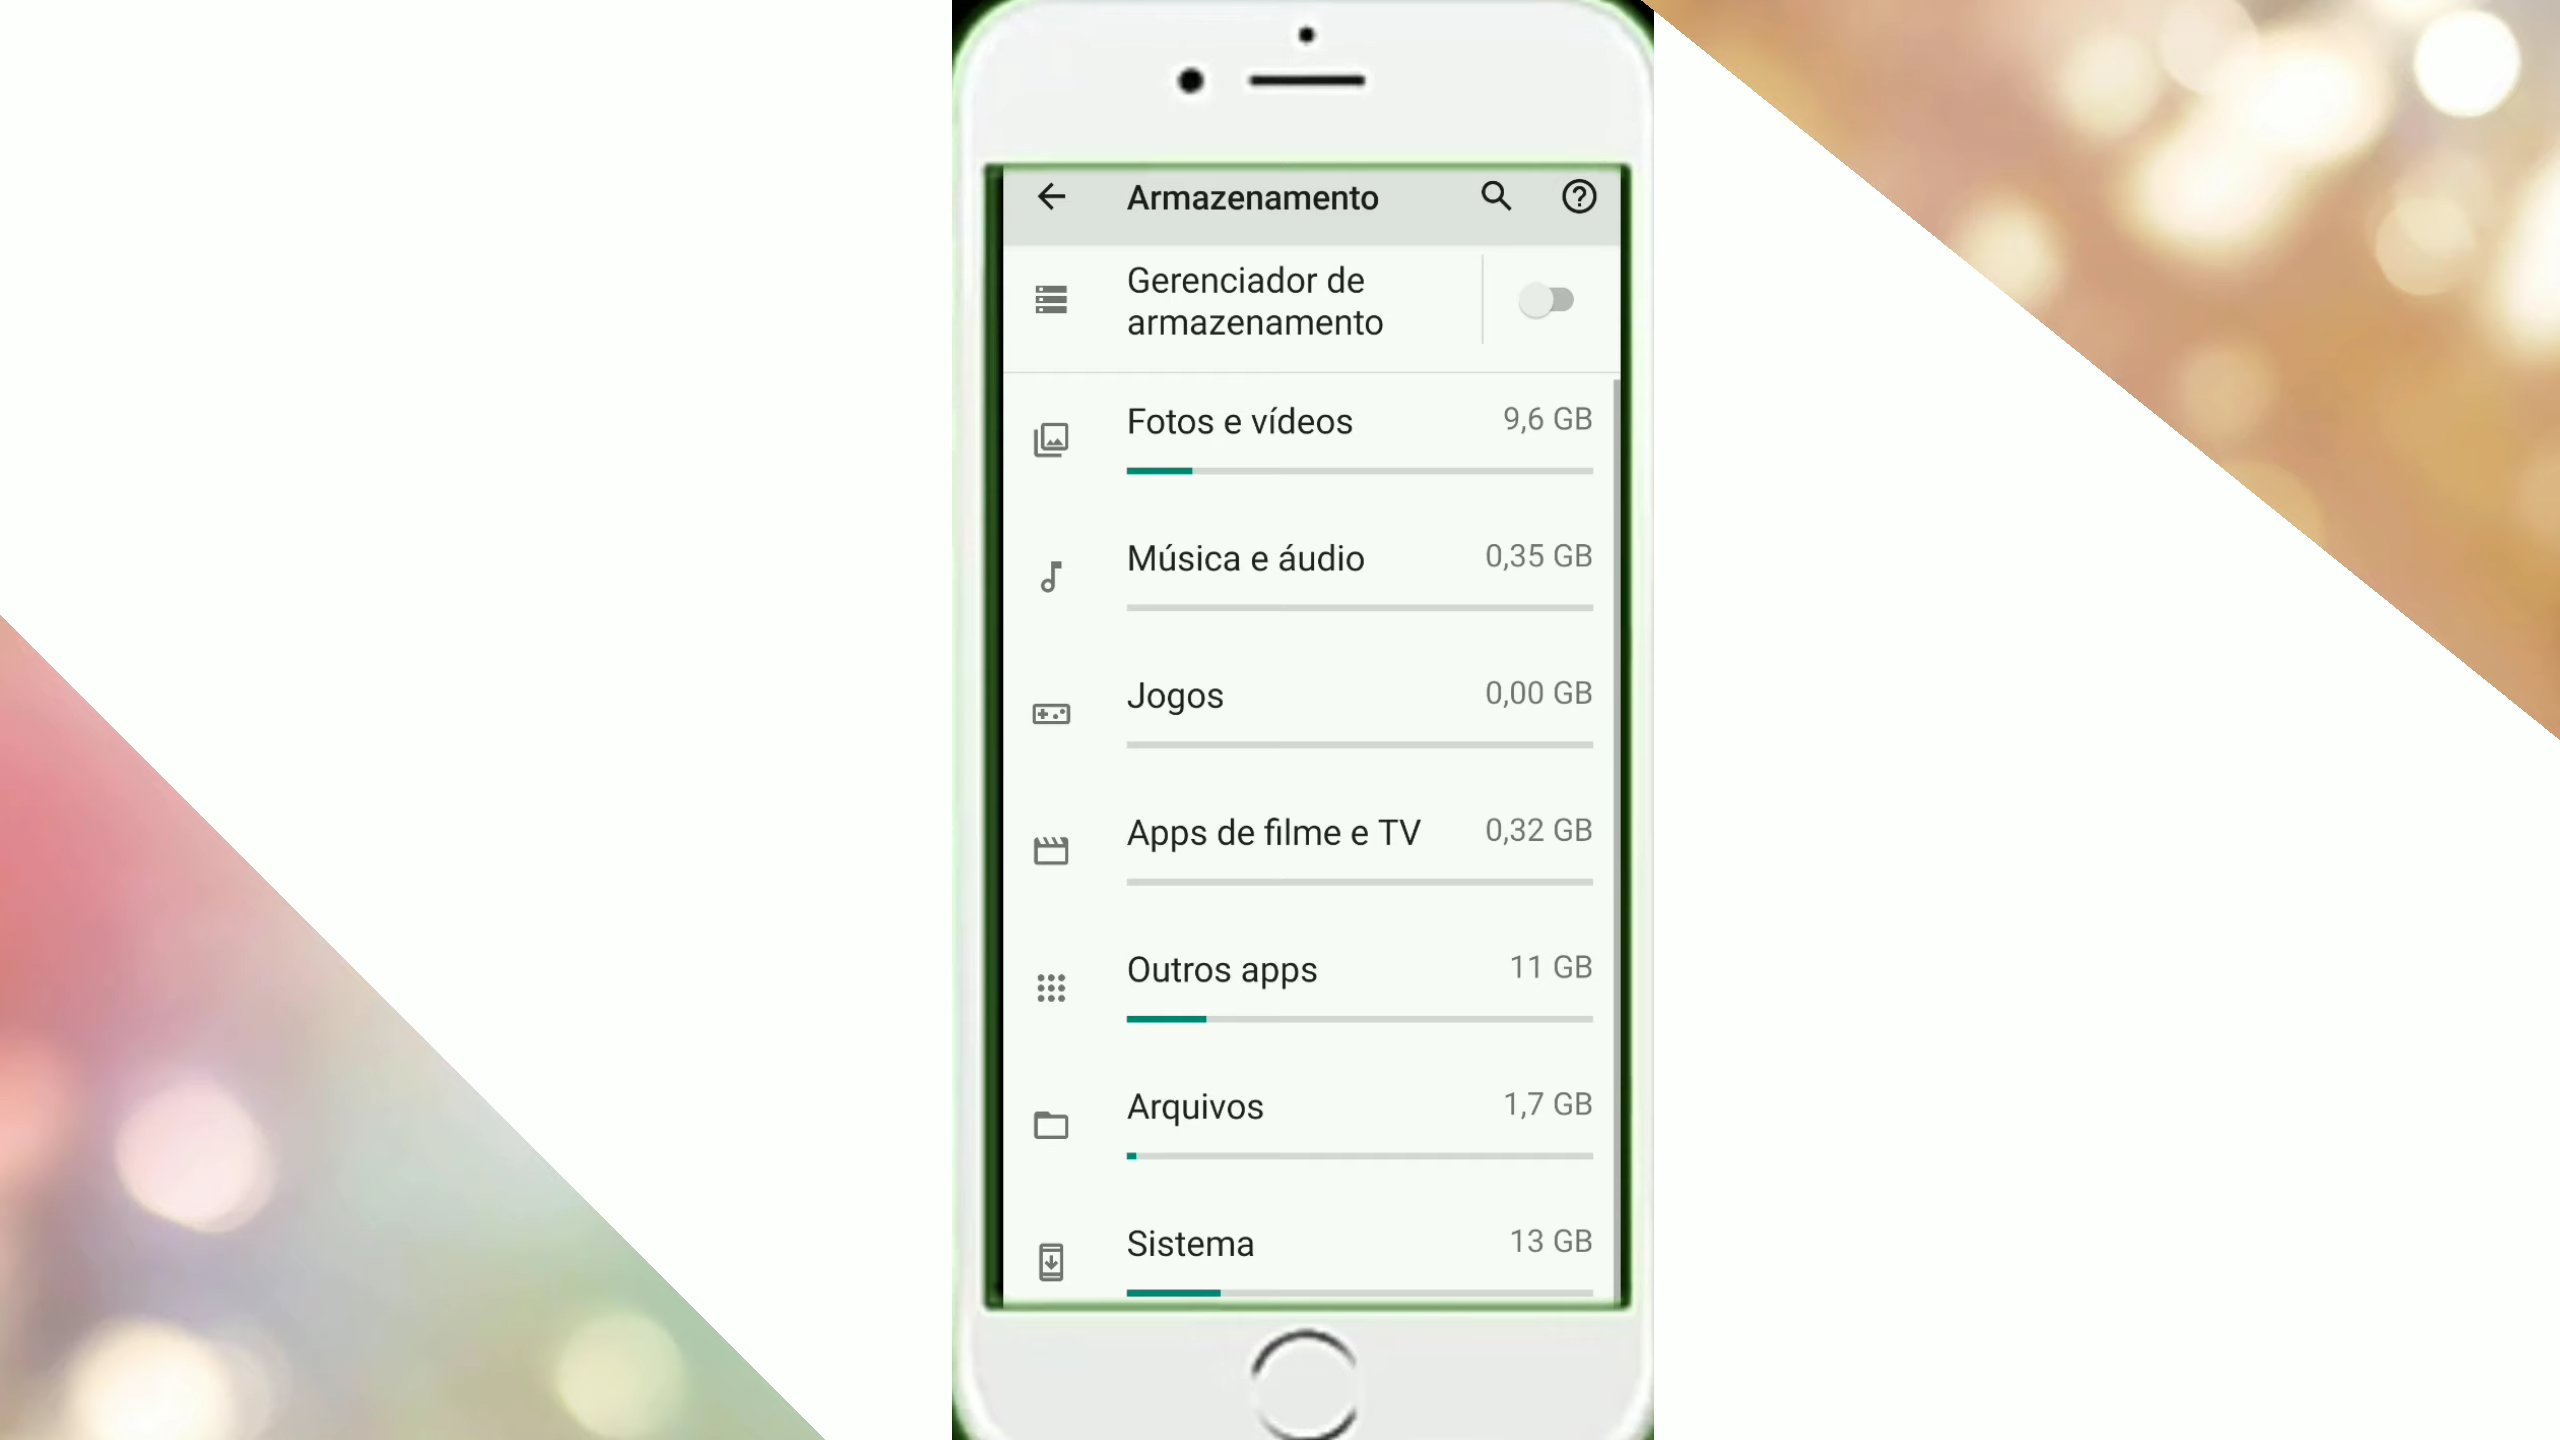 Armazenamento
Gerenciador de
armazenamento
Fotos e vídeos 9,6 GB
Música e áudio 0,35 GB
Jogos 0,00 GB
Apps de filme e TV 0,32 GB
Outros apps 11 GB
Arquivos 1,7 GB
Sistema 13 GB